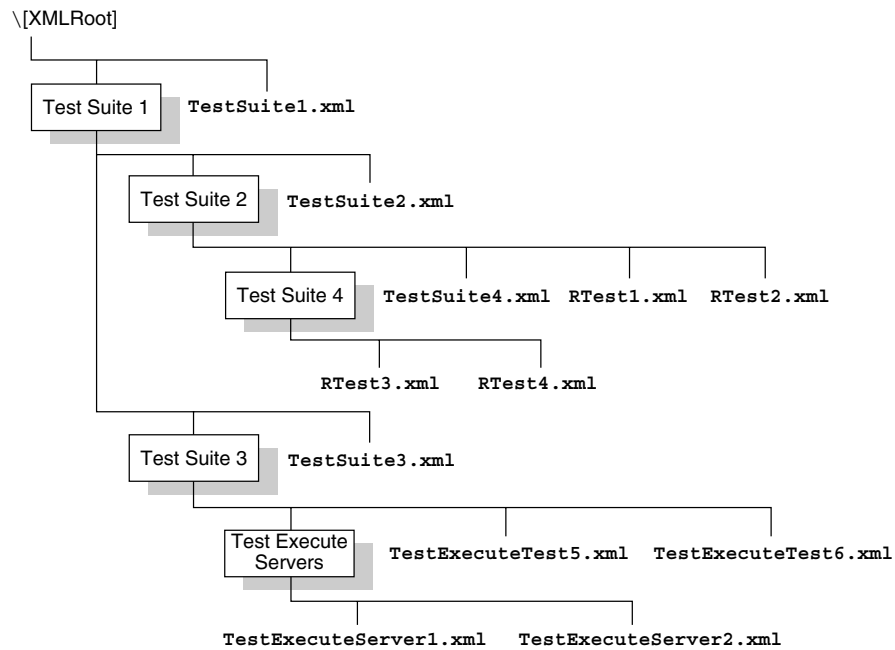 \[XMLRoot]
Test Suite 1
TestSuite1.xml
Test Suite 2
TestSuite2.xml
Test Suite 4
TestSuite4.xml
RTest1.xml
RTest2.xml
RTest3.xml
RTest4.xml
Test Suite 3
TestSuite3.xml
Test Execute
Servers
TestExecuteTest5.xml
TestExecuteTest6.xml
TestExecuteServer1.xml
TestExecuteServer2.xml